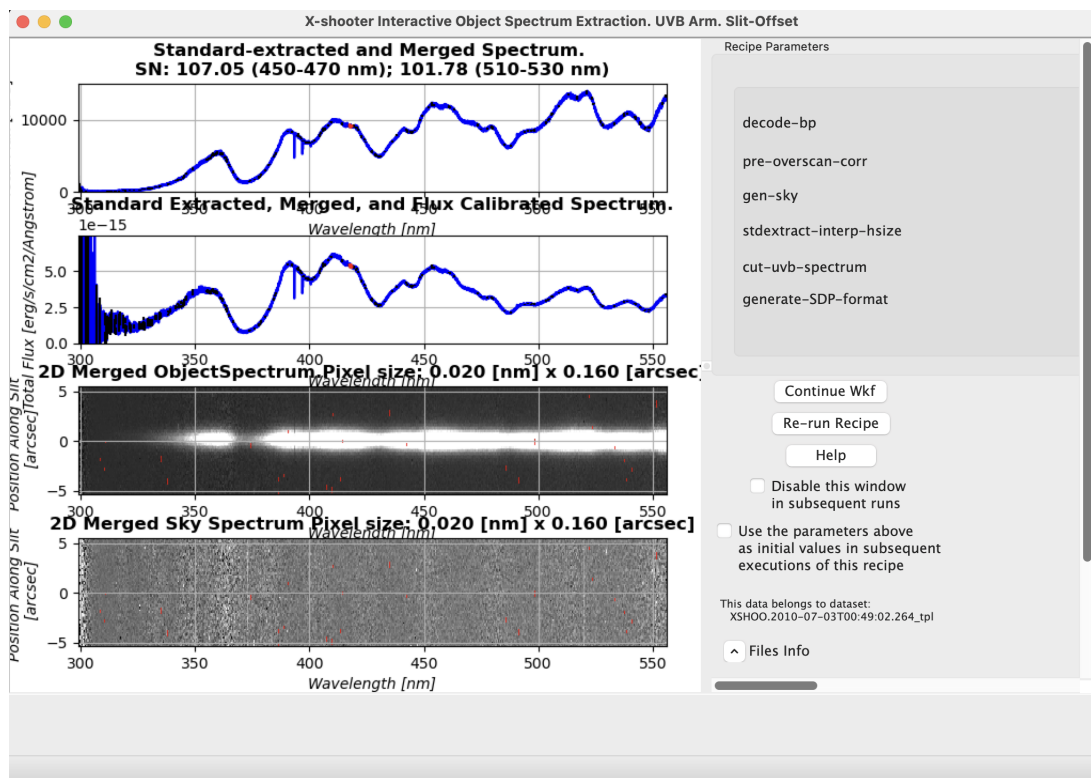 X-shooter Interactive Object Spectrum Extraction. UVB Arm. Slit-Offset
Standard-extracted and Merged Spectrum.
SN: 107.05 (450-470 nm); 101.78 (510-530 nm)
10000
0
300 350 400 450 500 550
Wavelength [nm]
Standard Extracted, Merged, and Flux Calibrated Spectrum.
1e−15
Total Flux [erg/s/cm2/Angstrom]
5.0
2.5
0.0
300 350 400 450 500 550
Wavelength [nm]
2D Merged ObjectSpectrum.Pixel size: 0.020 [nm] x 0.160 [arcsec]
Position Along Slit
[arcsec]
5
0
−5
300 350 400 450 500 550
Wavelength [nm]
2D Merged Sky Spectrum Pixel size: 0.020 [nm] x 0.160 [arcsec]
Position Along Slit
[arcsec]
5
0
−5
300 350 400 450 500 550
Wavelength [nm]
Recipe Parameters
decode-bp
pre-overscan-corr
gen-sky
stdextract-interp-hsize
cut-uvb-spectrum
generate-SDP-format
Continue Wkf
Re-run Recipe
Help
Disable this window
in subsequent runs
Use the parameters above
as initial values in subsequent
executions of this recipe
This data belongs to dataset:
XSHOO.2010-07-03T00:49:02.264_tpl
Files Info